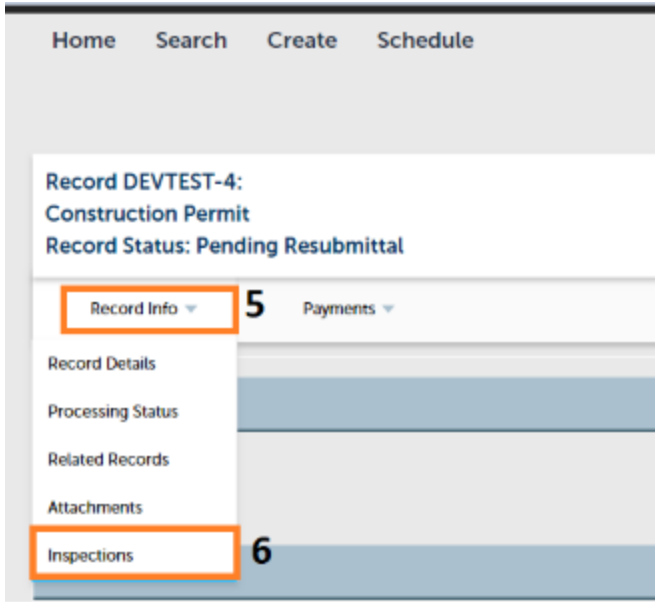 Home Search Create Schedule
Record DEVTEST-4:
Construction Permit
Record Status: Pending Resubmittal
Record Info 5 Payments
Record Details
Processing Status
Related Records
Attachments
Inspections 6